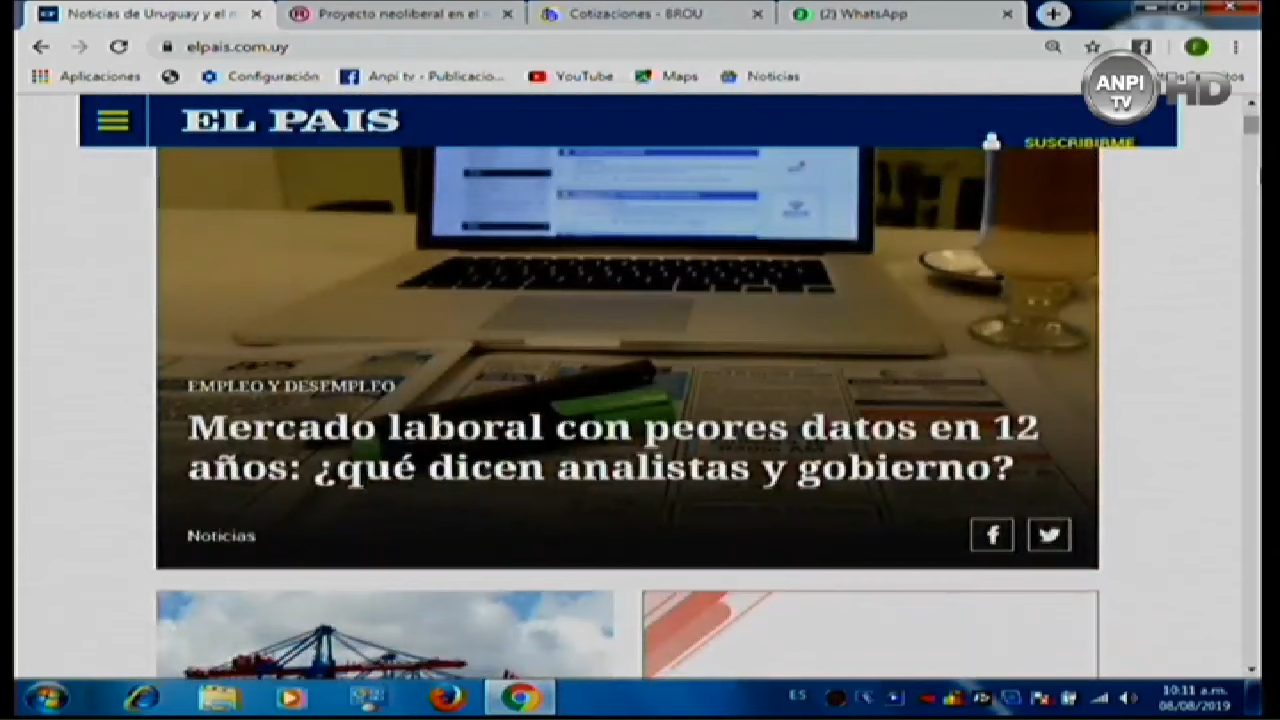 Noticias de Uruguay y el
Proyecto neoliberal en el
Cotizaciones - BROU
(2) WhatsApp
elpais.com.uy
Aplicaciones
Configuración
Anpi tv - Publicacio...
YouTube
Maps
Noticias
ANPI
TV
HD
EL PAIS
SUSCRIBIRME
EMPLEO Y DESEMPLEO
Mercado laboral con peores datos en 12
años: ¿qué dicen analistas y gobierno?
Noticias
ES
10:11 a.m.
08/08/2019